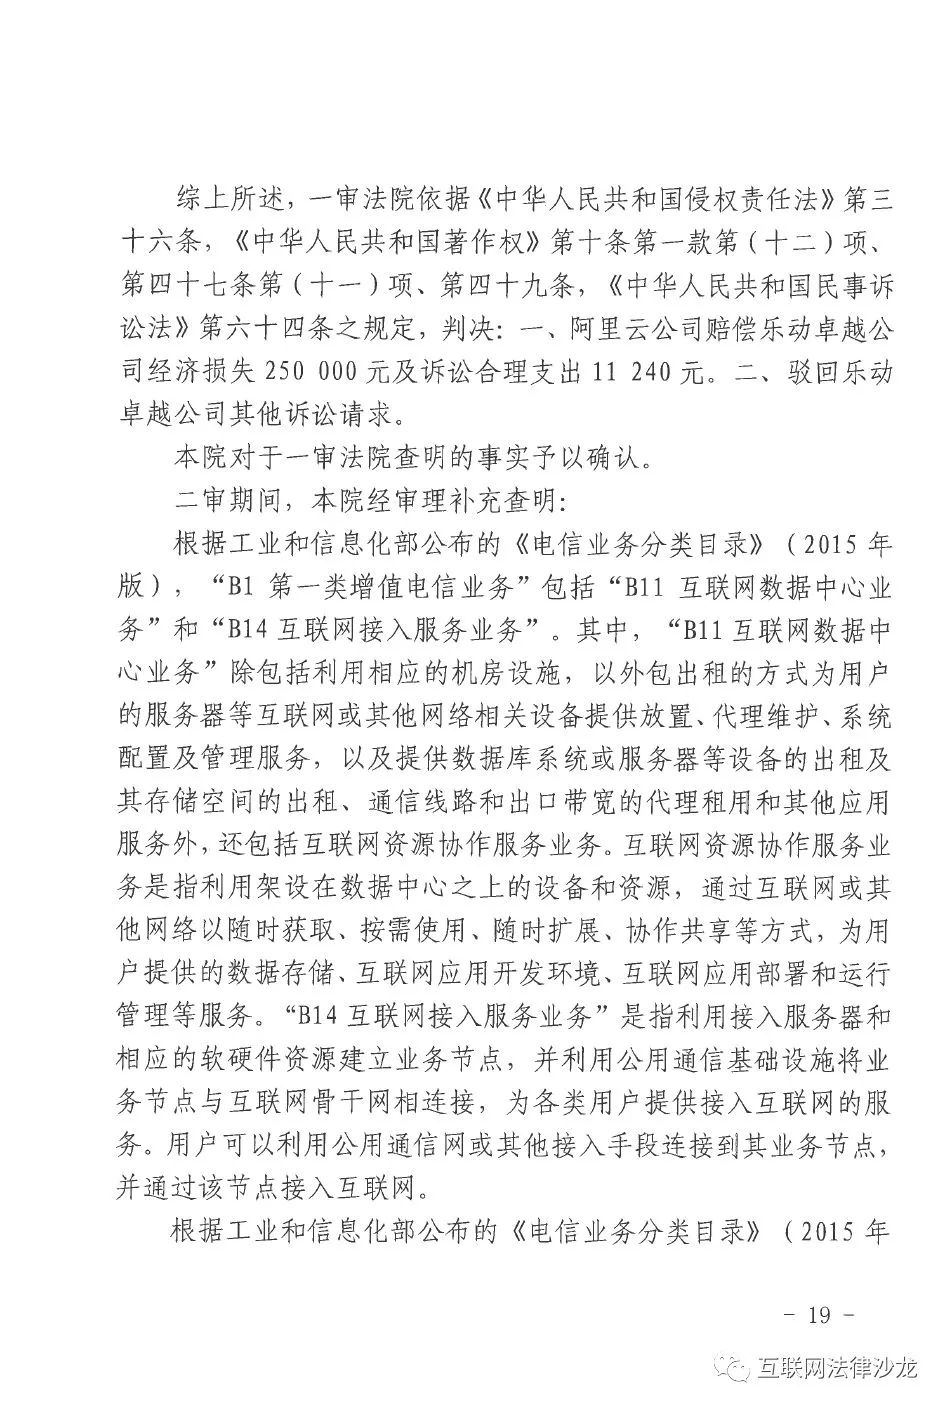 综上所述，一审法院依据《中华人民共和国侵权责任法》第三
十六条，《中华人民共和国著作权》第十条第一款第（十二）项、
第四十七条第（十一）项、第四十九条，《中华人民共和国民事诉
讼法》第六十四条之规定，判决：一、阿里云公司赔偿乐动卓越公
司经济损失 250 000 元及诉讼合理支出 11 240 元。二、驳回乐动
卓越公司其他诉讼请求。
本院对于一审法院查明的事实予以确认。
二审期间，本院经审理补充查明：
根据工业和信息化部公布的《电信业务分类目录》（2015 年
版），“B1 第一类增值电信业务”包括“B11 互联网数据中心业
务”和“B14 互联网接入服务业务”。其中，“B11 互联网数据中
心业务”除包括利用相应的机房设施，以外包出租的方式为用户
的服务器等互联网或其他网络相关设备提供放置、代理维护、系统
配置及管理服务，以及提供数据库系统或服务器等设备的出租及
其存储空间的出租、通信线路和出口带宽的代理租用和其他应用
服务外，还包括互联网资源协作服务业务。互联网资源协作服务业
务是指利用架设在数据中心之上的设备和资源，通过互联网或其
他网络以随时获取、按需使用、随时扩展、协作共享等方式，为用
户提供的数据存储、互联网应用开发环境、互联网应用部署和运行
管理等服务。“B14 互联网接入服务业务”是指利用接入服务器和
相应的软硬件资源建立业务节点，并利用公用通信基础设施将业
务节点与互联网骨干网相连接，为各类用户提供接入互联网的服
务。用户可以利用公用通信网或其他接入手段连接到其业务节点，
并通过该节点接入互联网。
根据工业和信息化部公布的《电信业务分类目录》（2015 年
- 19 -
互联网法律沙龙